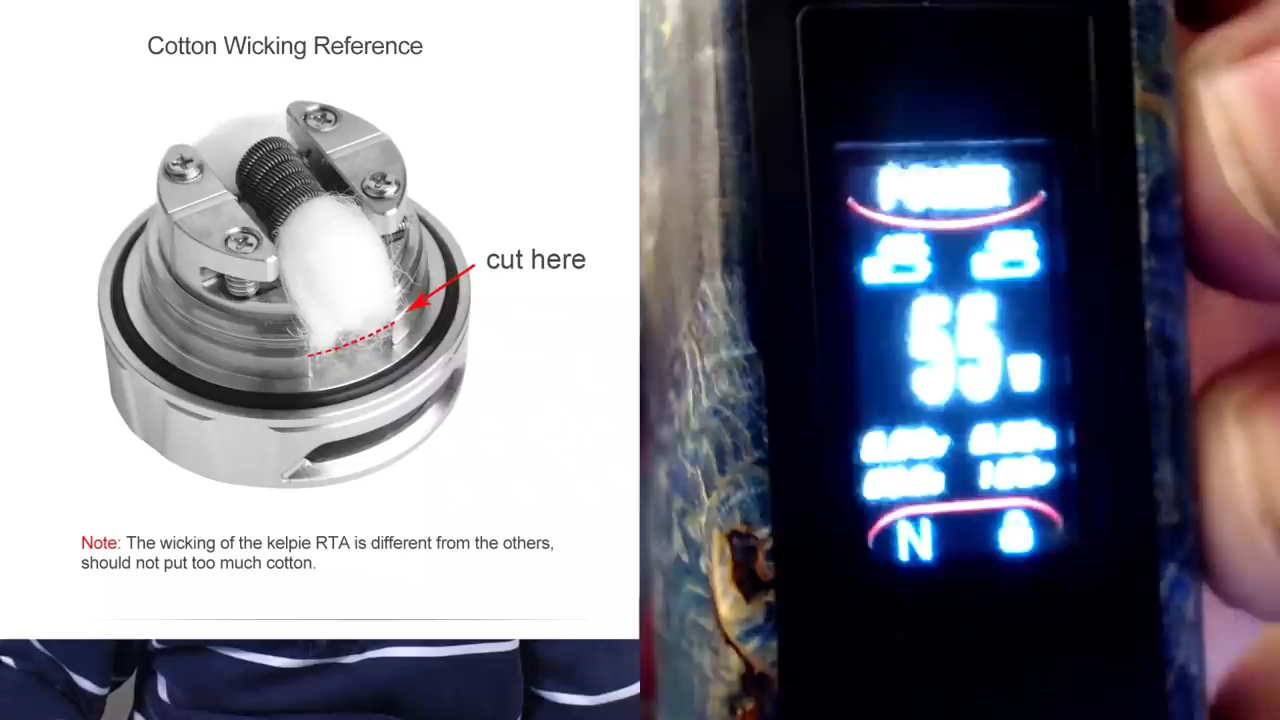 Cotton Wicking Reference
cut here
Note: The wicking of the kelpie RTA is different from the others,
should not put too much cotton.
POWER
55W
N